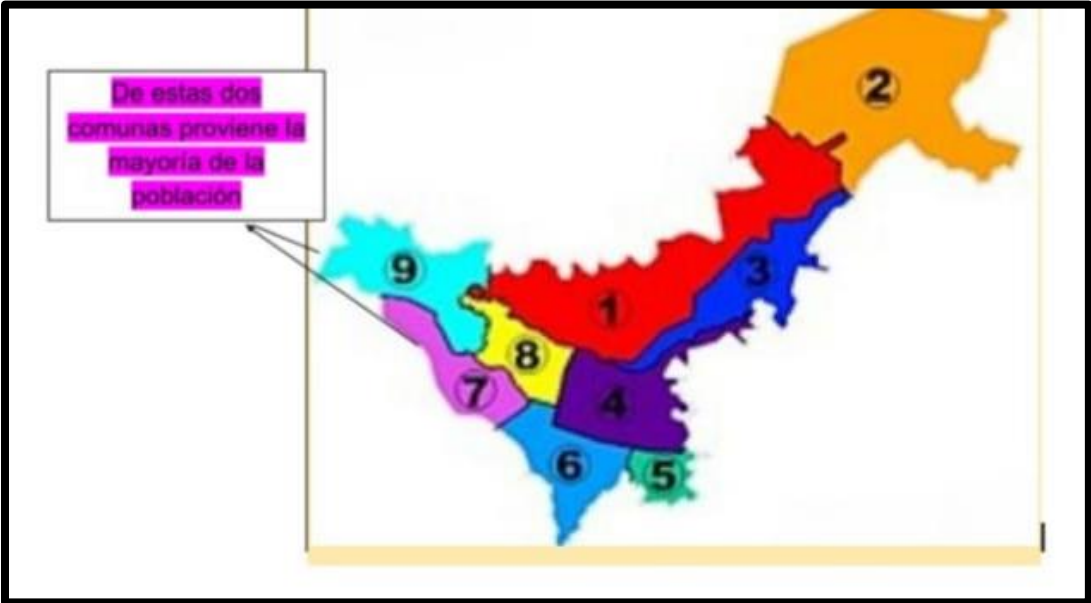 De estas dos
comunas proviene la
mayoría de la
población
2
9
3
1
8
7
4
6
5